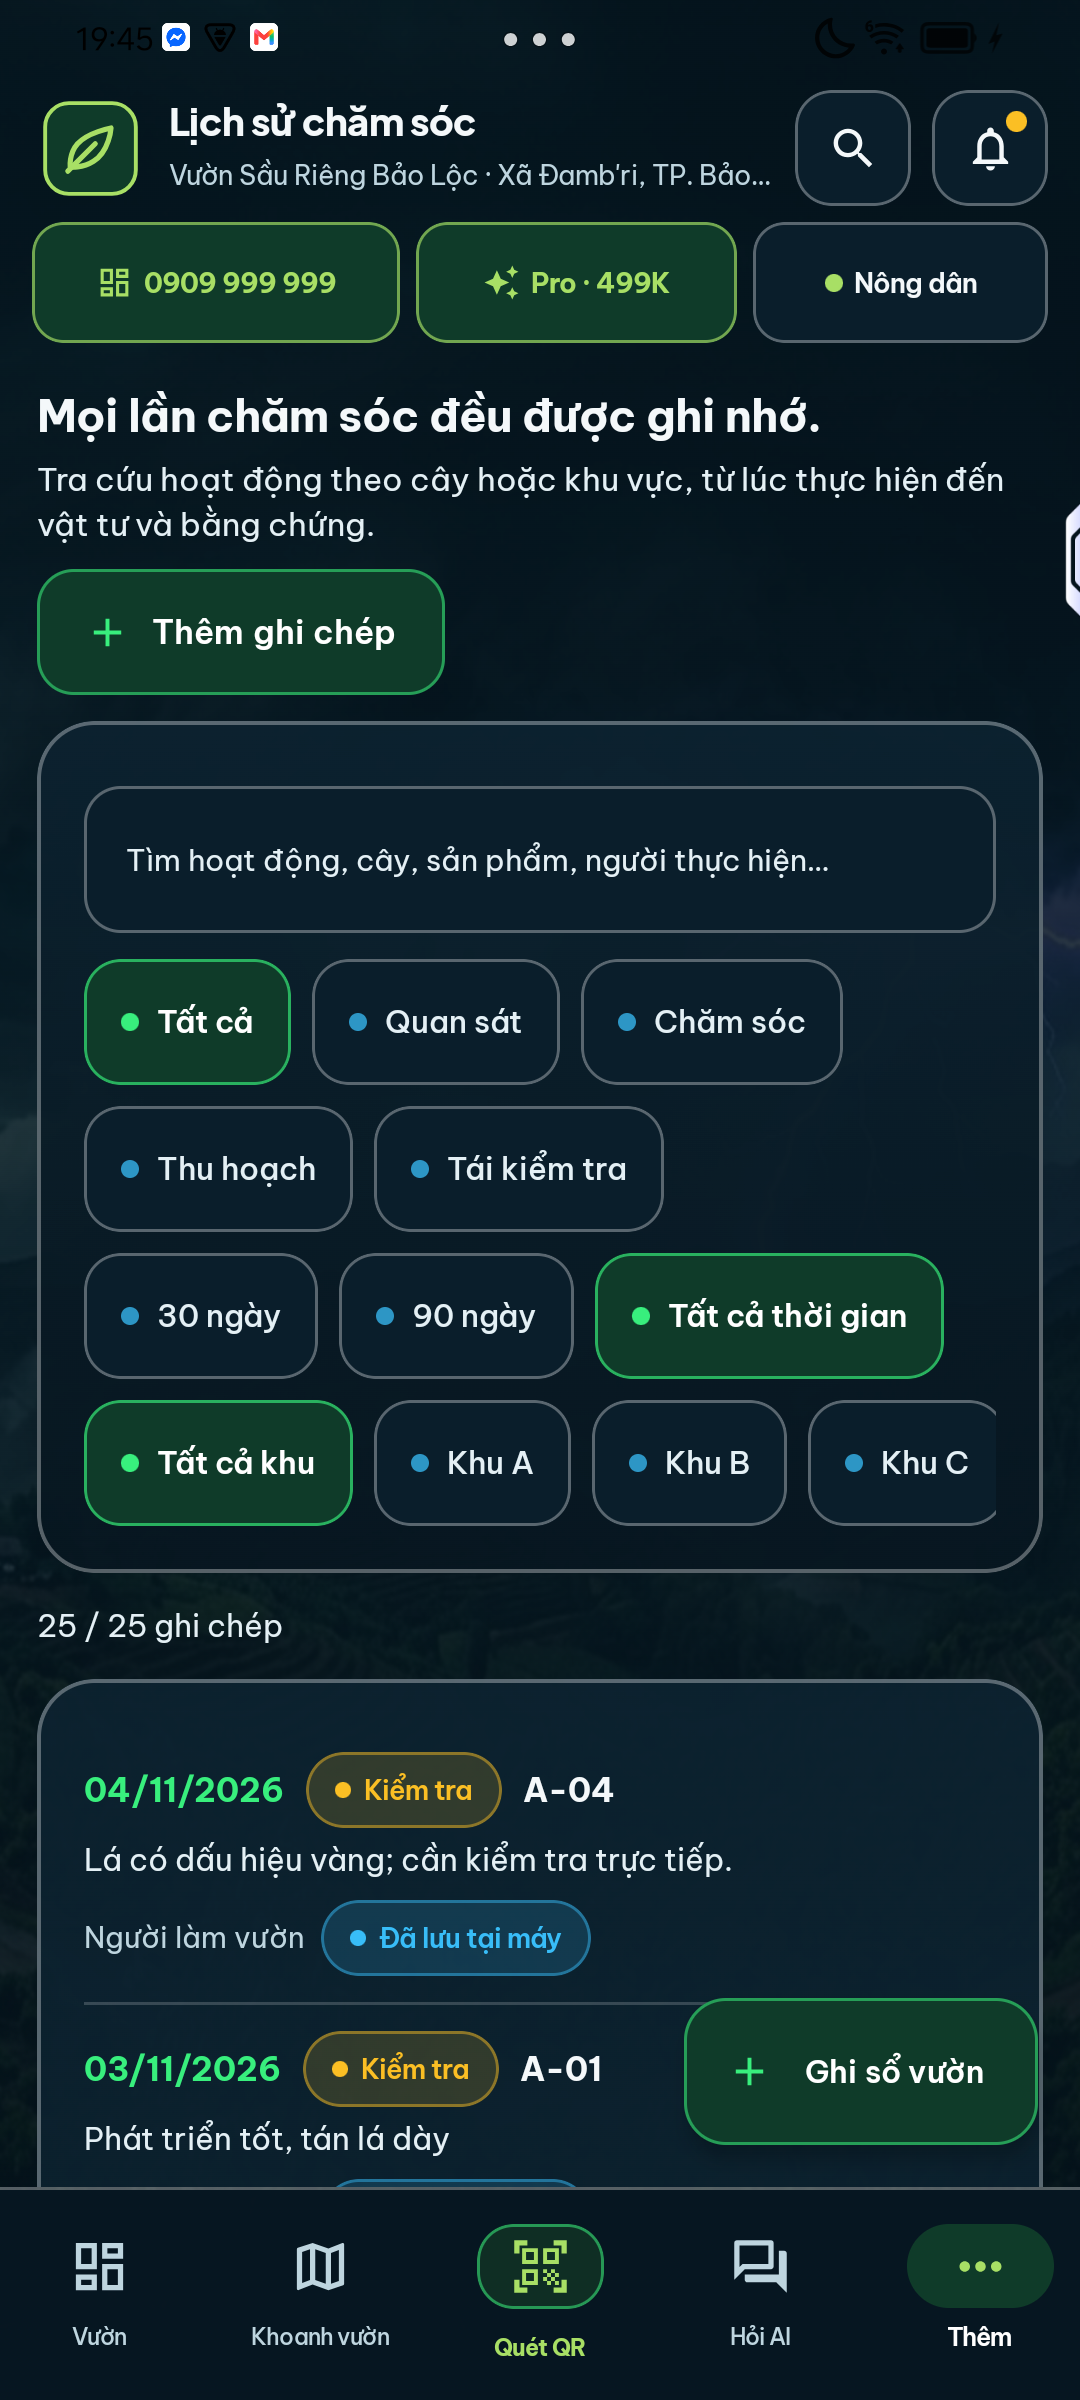 19:45
Lịch sử chăm sóc
Vườn Sầu Riêng Bảo Lộc · Xã Đamb'ri, TP. Bảo...
0909 999 999
Pro · 499K
Nông dân
Mọi lần chăm sóc đều được ghi nhớ.
Tra cứu hoạt động theo cây hoặc khu vực, từ lúc thực hiện đến
vật tư và bằng chứng.
Thêm ghi chép
Tìm hoạt động, cây, sản phẩm, người thực hiện...
Tất cả
Quan sát
Chăm sóc
Thu hoạch
Tái kiểm tra
30 ngày
90 ngày
Tất cả thời gian
Tất cả khu
Khu A
Khu B
Khu C
25 / 25 ghi chép
04/11/2026
Kiểm tra
A-04
Lá có dấu hiệu vàng; cần kiểm tra trực tiếp.
Người làm vườn
Đã lưu tại máy
03/11/2026
Kiểm tra
A-01
Ghi sổ vườn
Phát triển tốt, tán lá dày
Vườn
Khoanh vườn
Quét QR
Hỏi AI
Thêm